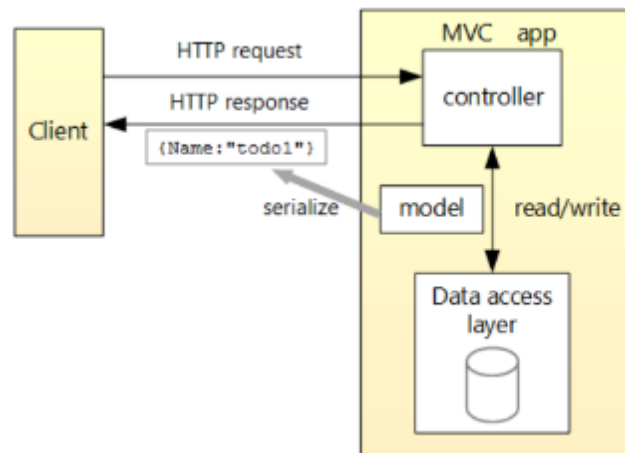 MVC app
HTTP request
controller
HTTP response
Client
{Name:"todo1"}
serialize
model
read/write
Data access
layer